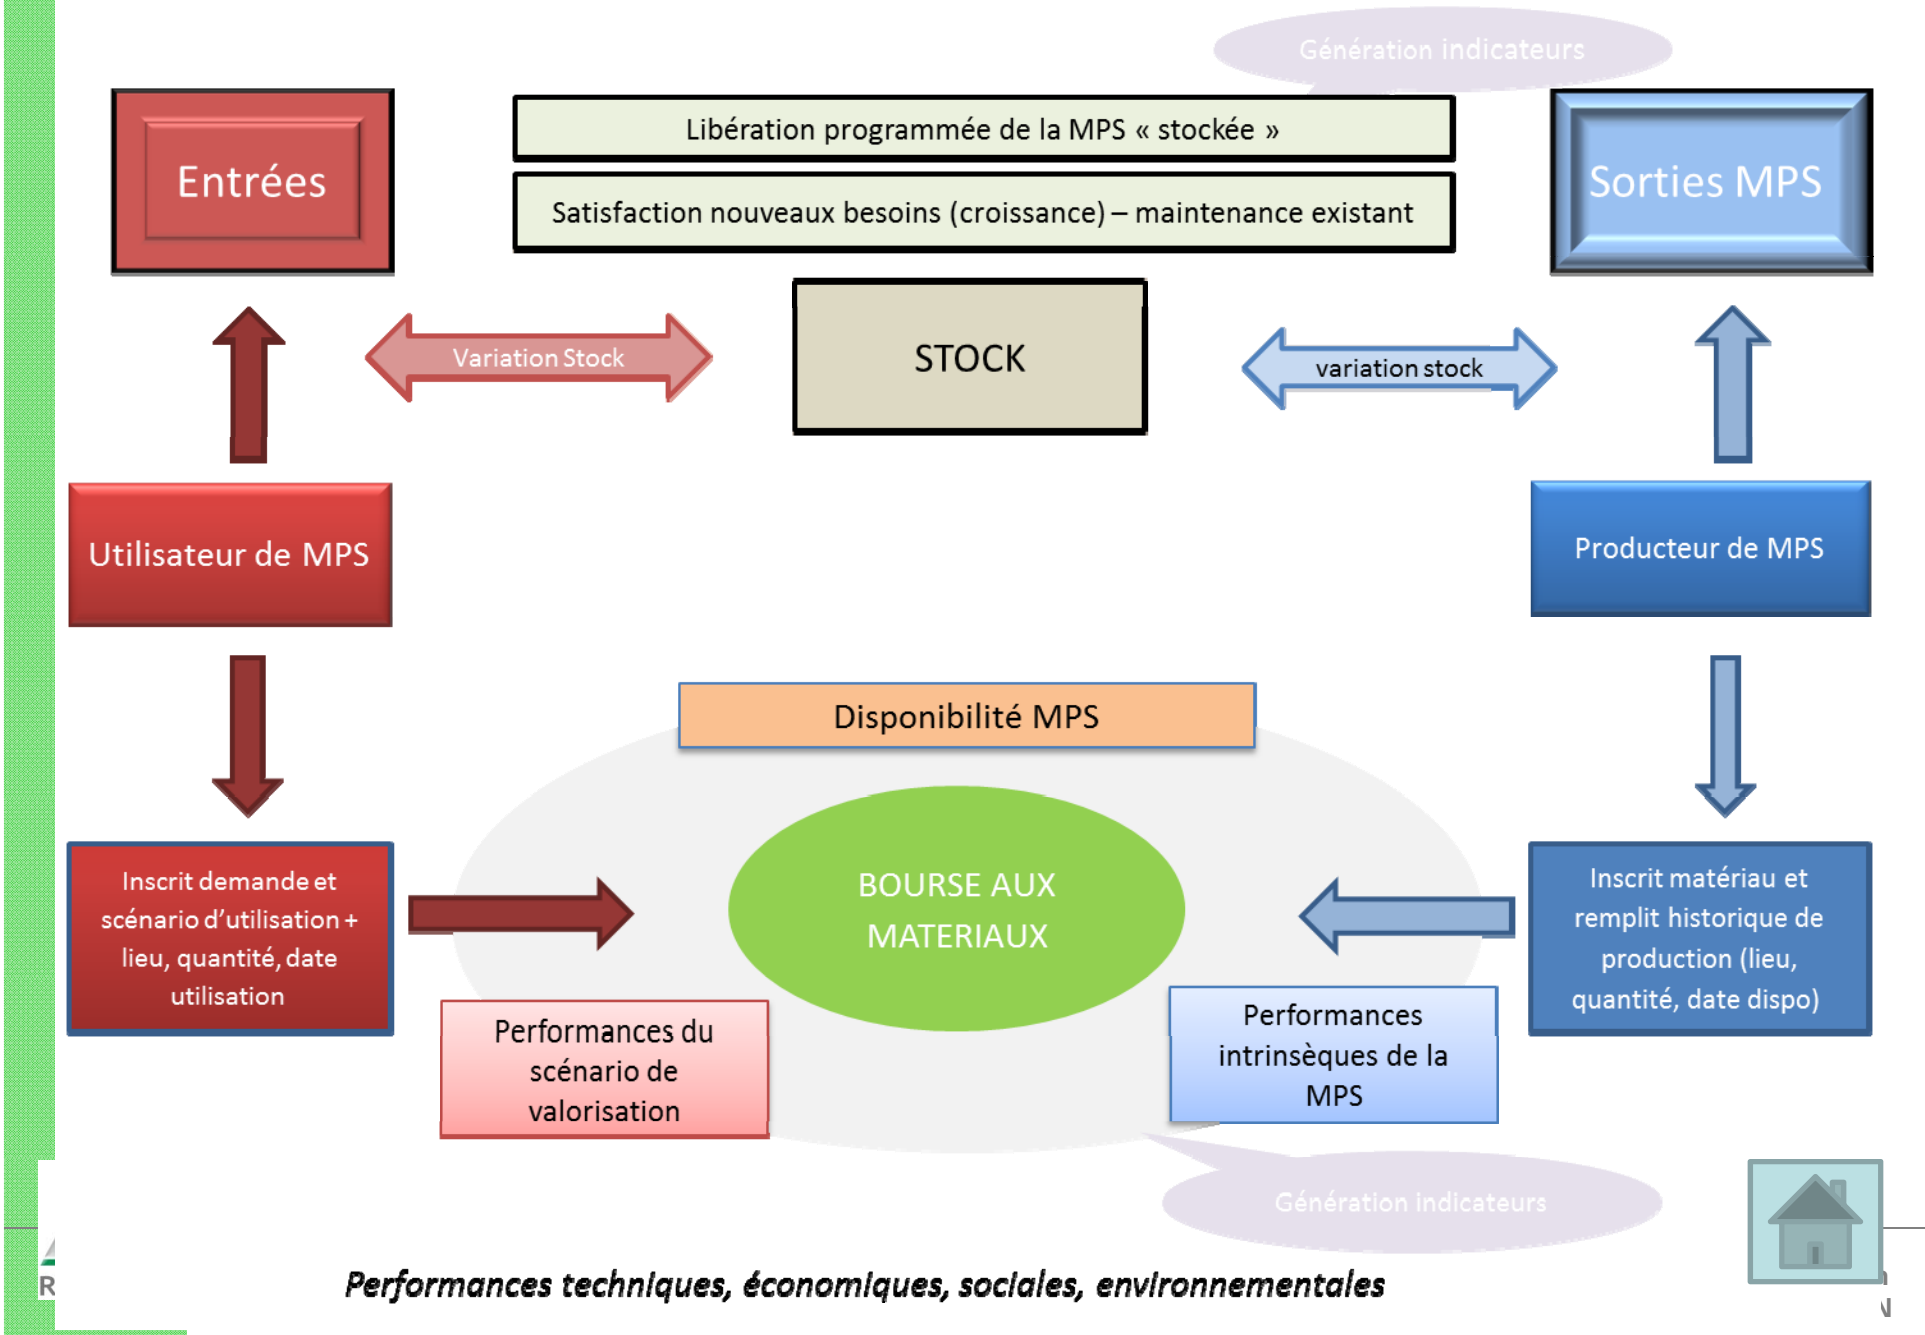 Génération indicateurs
Entrées
Libération programmée de la MPS « stockée »
Satisfaction nouveaux besoins (croissance) – maintenance existant
Sorties MPS
Variation Stock
STOCK
variation stock
Utilisateur de MPS
Producteur de MPS
Disponibilité MPS
Inscrit demande et
scénario d'utilisation +
lieu, quantité, date
utilisation
BOURSE AUX
MATERIAUX
Inscrit matériau et
remplit historique de
production (lieu,
quantité, date dispo)
Performances du
scénario de
valorisation
Performances
intrinsèques de la
MPS
Génération indicateurs
Performances techniques, économiques, sociales, environnementales